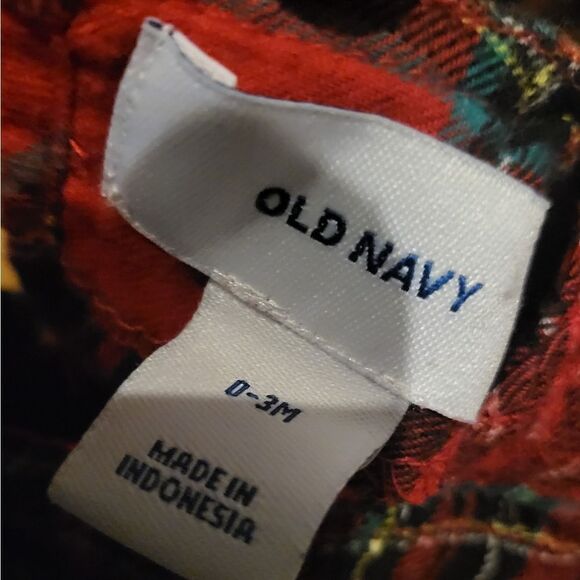 OLD NAVY
0-3M
MADE IN
INDONESIA